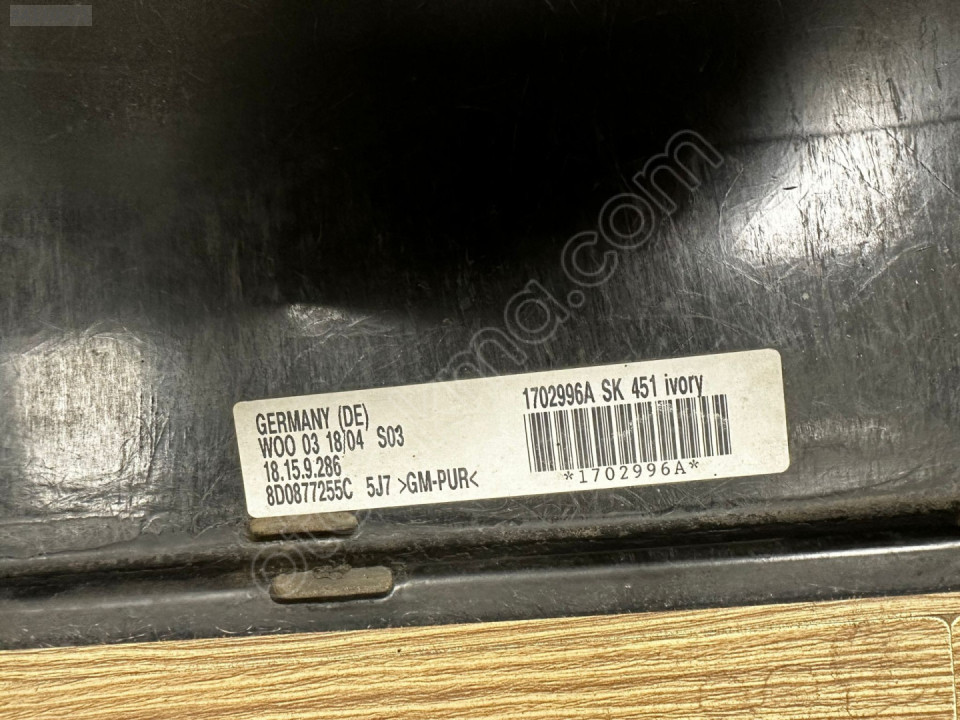 GERMANY (DE)
WOO 03 18/04 S03
18.15.9.286
8D0877255C 5J7 >GM-PUR<
1702996A SK 451 ivory
*1702996A*